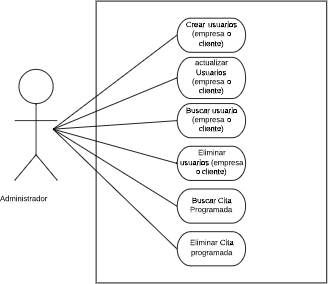 Crear usuarios
(empresa o
cliente)
actualizar
Usuarios
(empresa o
cliente)
Buscar usuario
(empresa o
cliente)
Eliminar
usuarios (empresa
o cliente)
Buscar Cita
Programada
Eliminar Cita
programada
Administrador